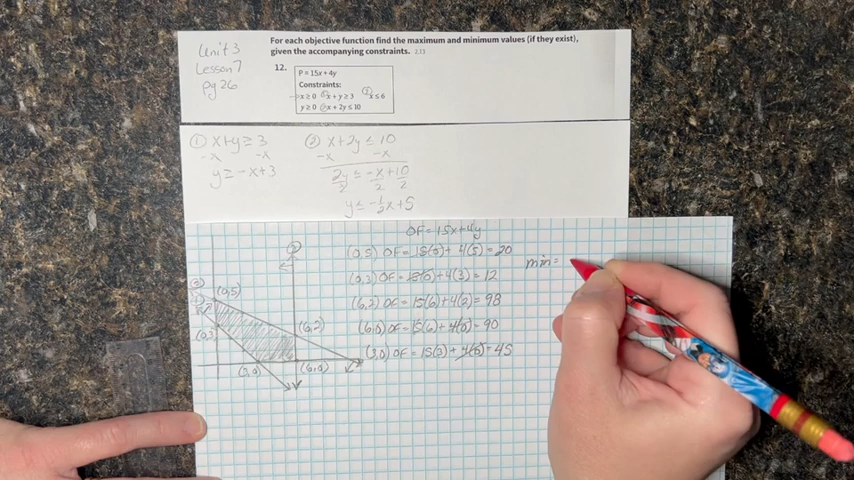 Unit 3
Lesson 7
pg 26
For each objective function find the maximum and minimum values (if they exist),
given the accompanying constraints. 2.13
12.
P = 15x + 4y
Constraints:
x ≥ 0 ① x + y ≥ 3 ③ x ≤ 6
y ≥ 0 ② x + 2y ≤ 10
① x+y ≥ 3
-x -x
y ≥ -x+3
② x+2y ≤ 10
-x -x
2y ≤ -x+10
2 2 2
y ≤ -1/2x+5
OF = 15x+4y
(0,5) OF = 15(0) + 4(5) = 20
(0,3) OF = 15(0) + 4(3) = 12
(6,2) OF = 15(6) + 4(2) = 98
(6,0) OF = 15(6) + 4(0) = 90
(3,0) OF = 15(3) + 4(0) = 45
min =
(0,5)
(0,3
(6,2)
(3,0)
(6,0)